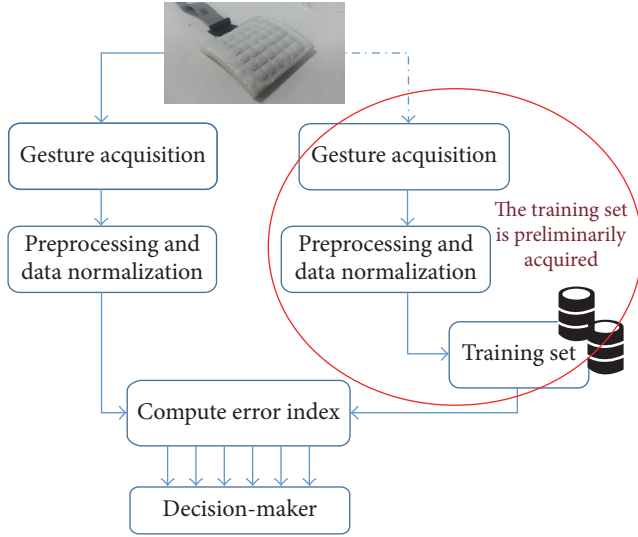 Gesture acquisition
Preprocessing and
data normalization
Gesture acquisition
Preprocessing and
data normalization
The training set
is preliminarily
acquired
Training set
Compute error index
Decision-maker